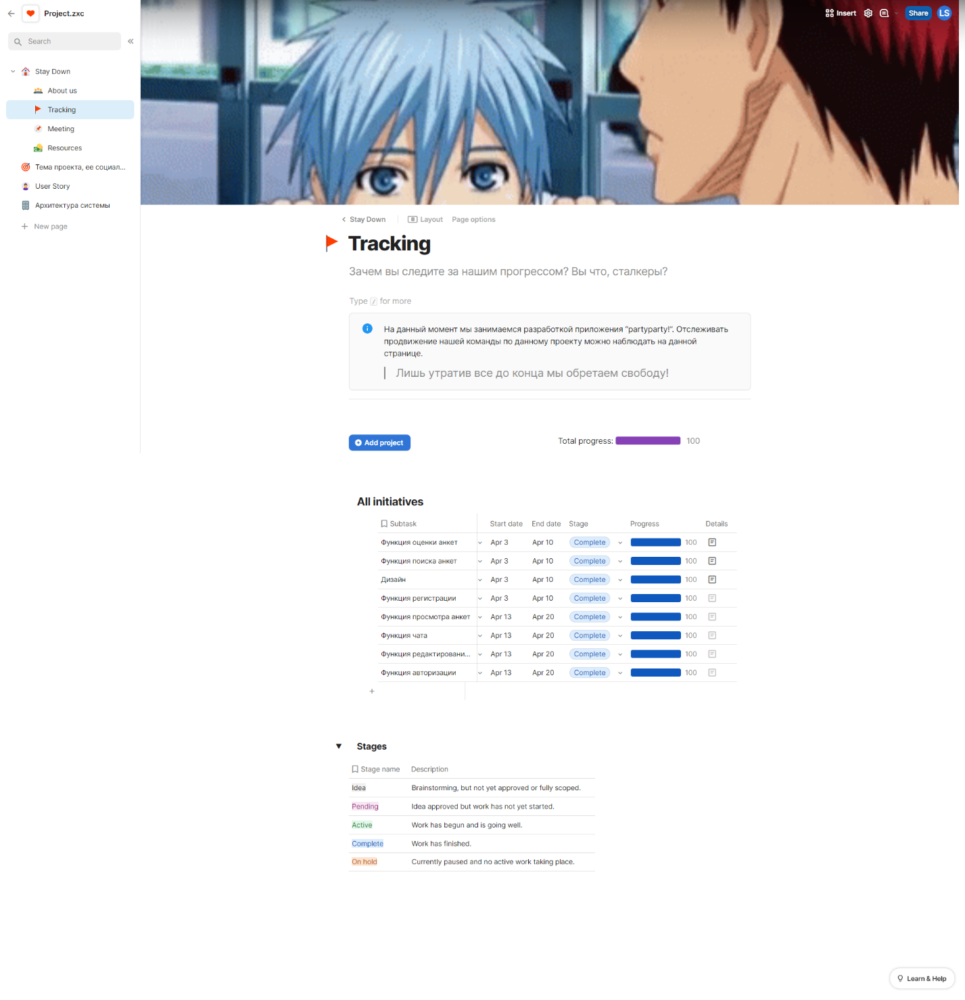 Project.zxc
Insert
Share
LS
Search
Stay Down
About us
Tracking
Meeting
Resources
Тема проекта, ее социал...
User Story
Архитектура системы
New page
Stay Down
Layout
Page options
Tracking
Зачем вы следите за нашим прогрессом? Вы что, сталкеры?
Type / for more
На данный момент мы занимаемся разработкой приложения “partyparty!”. Отслеживать
продвижение нашей команды по данному проекту можно наблюдать на данной
странице.
Лишь утратив все до конца мы обретаем свободу!
Add project
Total progress: 100
All initiatives
Subtask Start date End date Stage Progress Details
Функция оценки анкет Apr 3 Apr 10 Complete 100
Функция поиска анкет Apr 3 Apr 10 Complete 100
Дизайн Apr 3 Apr 10 Complete 100
Функция регистрации Apr 3 Apr 10 Complete 100
Функция просмотра анкет Apr 13 Apr 20 Complete 100
Функция чата Apr 13 Apr 20 Complete 100
Функция редактировани... Apr 13 Apr 20 Complete 100
Функция авторизации Apr 13 Apr 20 Complete 100
Stages
Stage name Description
Idea Brainstorming, but not yet approved or fully scoped.
Pending Idea approved but work has not yet started.
Active Work has begun and is going well.
Complete Work has finished.
On hold Currently paused and no active work taking place.
Learn & Help